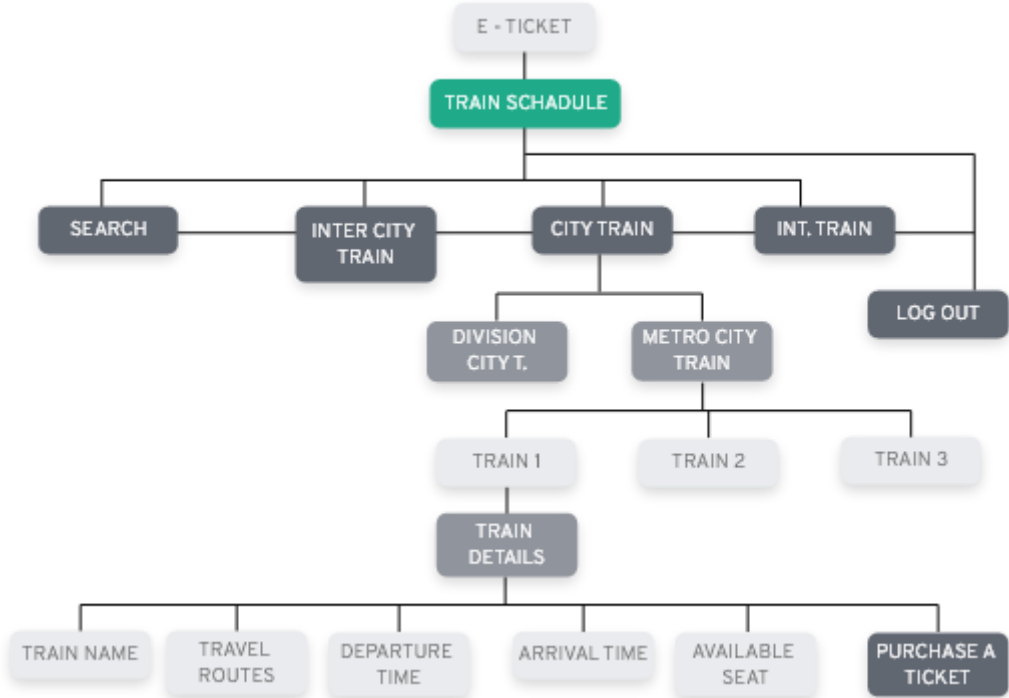 E - TICKET
TRAIN SCHADULE
SEARCH
INTER CITY
TRAIN
CITY TRAIN
INT. TRAIN
LOG OUT
DIVISION
CITY T.
METRO CITY
TRAIN
TRAIN 1
TRAIN 2
TRAIN 3
TRAIN
DETAILS
TRAIN NAME
TRAVEL
ROUTES
DEPARTURE
TIME
ARRIVAL TIME
AVAILABLE
SEAT
PURCHASE A
TICKET